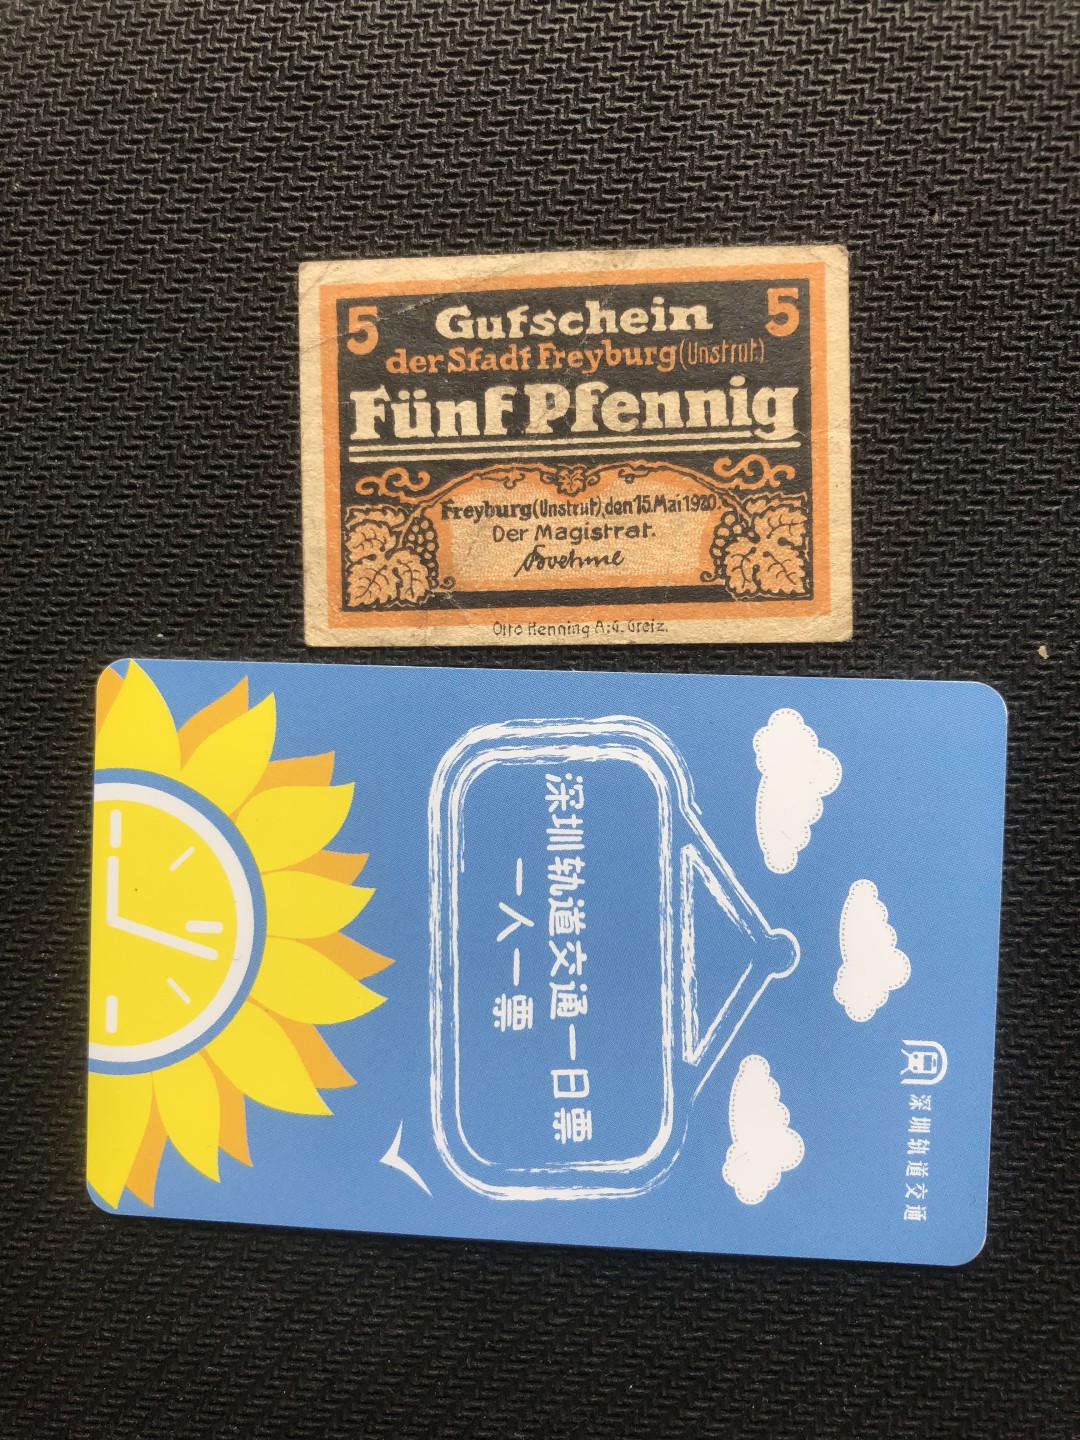 5
5
Gutschein
der Stadt Freyburg (Unstrut)
Fünf Pfennig
Freyburg (Unstrut), den 15. Mai 1920.
Der Magistrat.
Boehme
Otto Henning A.-G. Greiz.
深圳轨道交通一日票
一人一票
深圳轨道交通